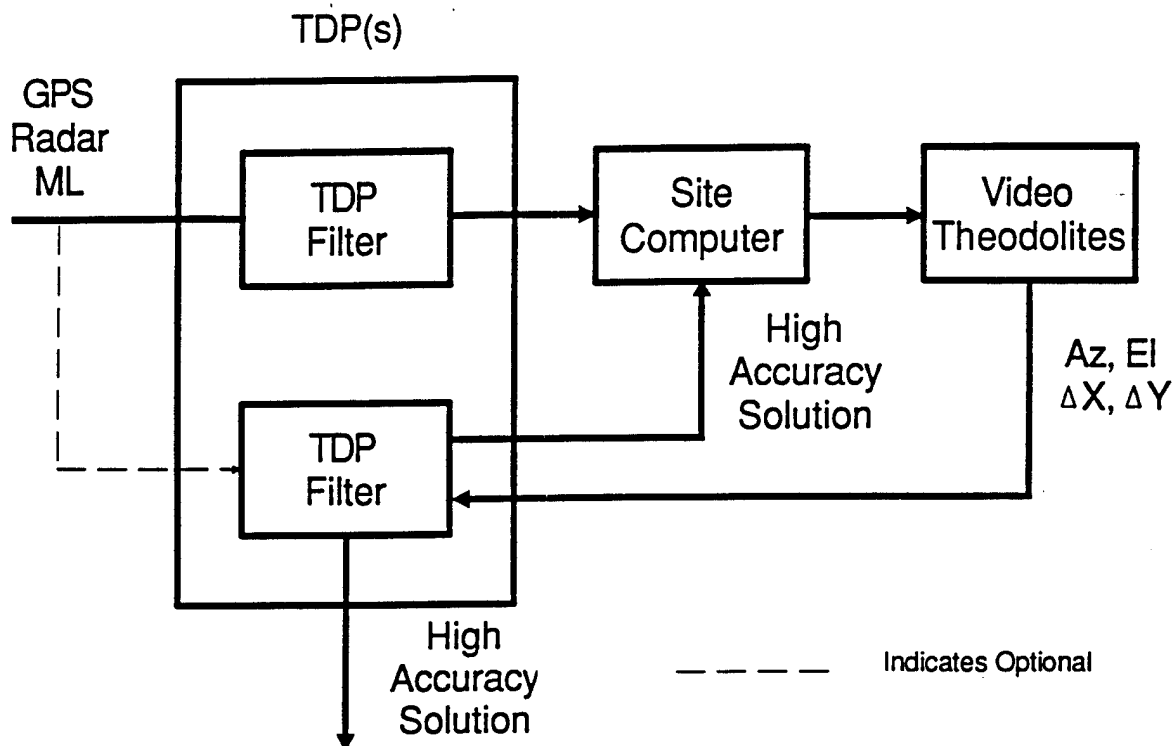 TDP(s)
GPS
Radar
ML
TDP
Filter
Site
Computer
Video
Theodolites
High
Accuracy
Solution
Az, El
ΔX, ΔY
TDP
Filter
High
Accuracy
Solution
Indicates Optional